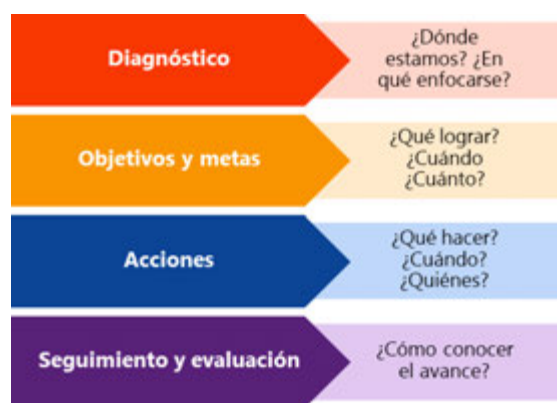 Diagnóstico
¿Dónde
estamos? ¿En
qué enfocarse?
Objetivos y metas
¿Qué lograr?
¿Cuándo
¿Cuánto?
Acciones
¿Qué hacer?
¿Cuándo?
¿Quiénes?
Seguimiento y evaluación
¿Cómo conocer
el avance?